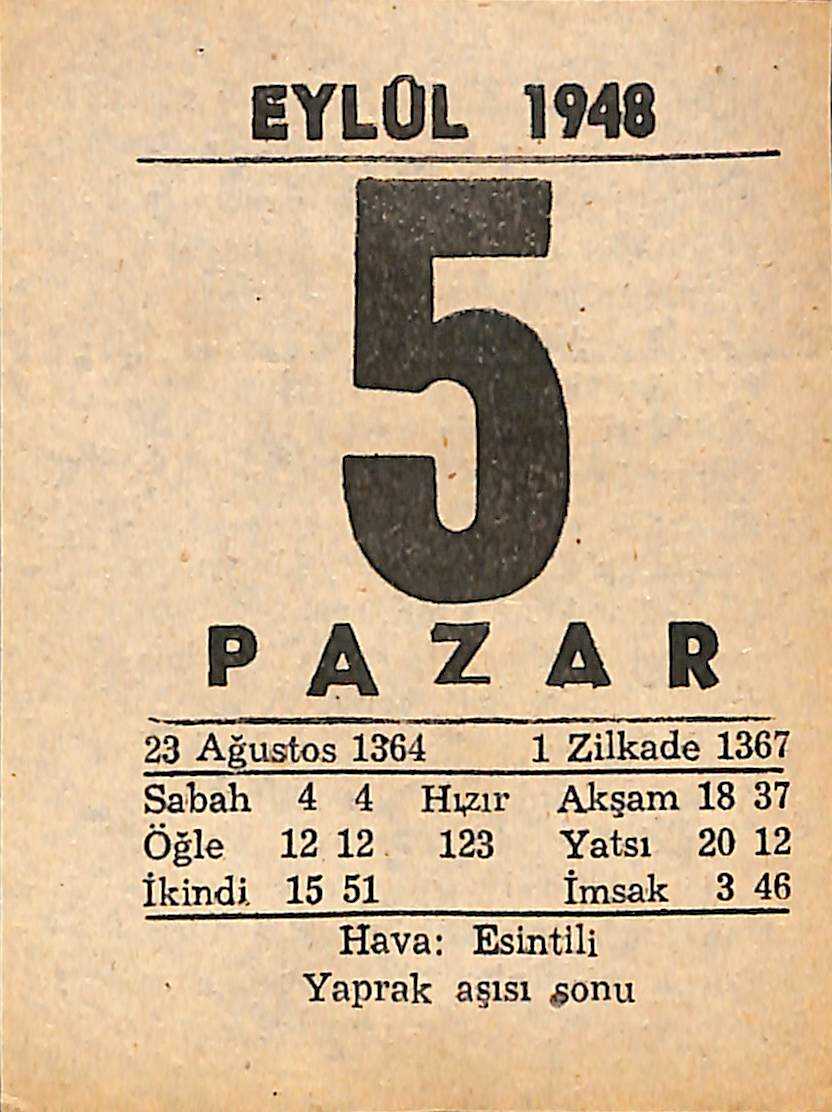 EYLÛL 1948
5
PAZAR
23 Ağustos 1364 1 Zilkade 1367
Sabah 4 4 Hızır Akşam 18 37
Öğle 12 12 123 Yatsı 20 12
İkindi 15 51 İmsak 3 46
Hava: Esintili
Yaprak aşısı sonu